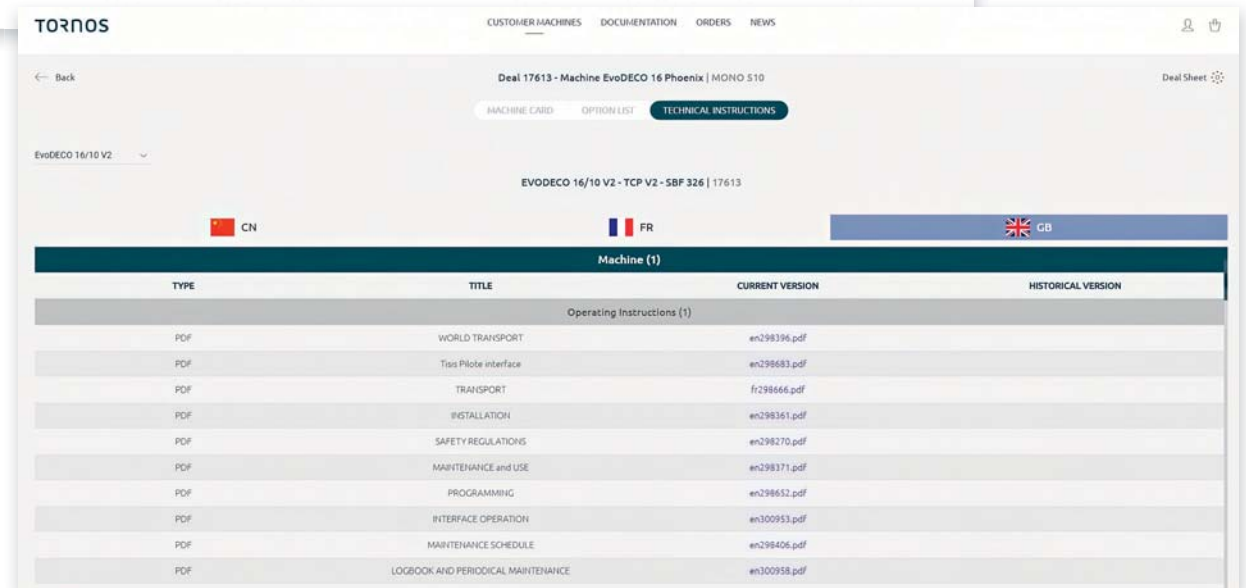 TORNOS
CUSTOMER MACHINES DOCUMENTATION ORDERS NEWS
Back
Deal 17613 - Machine EvoDECO 16 Phoenix | MONO S10
Deal Sheet
MACHINE CARD OPTION LIST TECHNICAL INSTRUCTIONS
EvoDECO 16/10 V2
EVODECO 16/10 V2 - TCP V2 - SBF 326 | 17613
CN FR GB
Machine (1)
TYPE TITLE CURRENT VERSION HISTORICAL VERSION
Operating Instructions (1)
PDF WORLD TRANSPORT en298396.pdf
PDF Tisis Pilote interface en298683.pdf
PDF TRANSPORT fr298666.pdf
PDF INSTALLATION en298361.pdf
PDF SAFETY REGULATIONS en298270.pdf
PDF MAINTENANCE and USE en298371.pdf
PDF PROGRAMMING en298652.pdf
PDF INTERFACE OPERATION en300953.pdf
PDF MAINTENANCE SCHEDULE en298406.pdf
PDF LOGBOOK AND PERIODICAL MAINTENANCE en300958.pdf